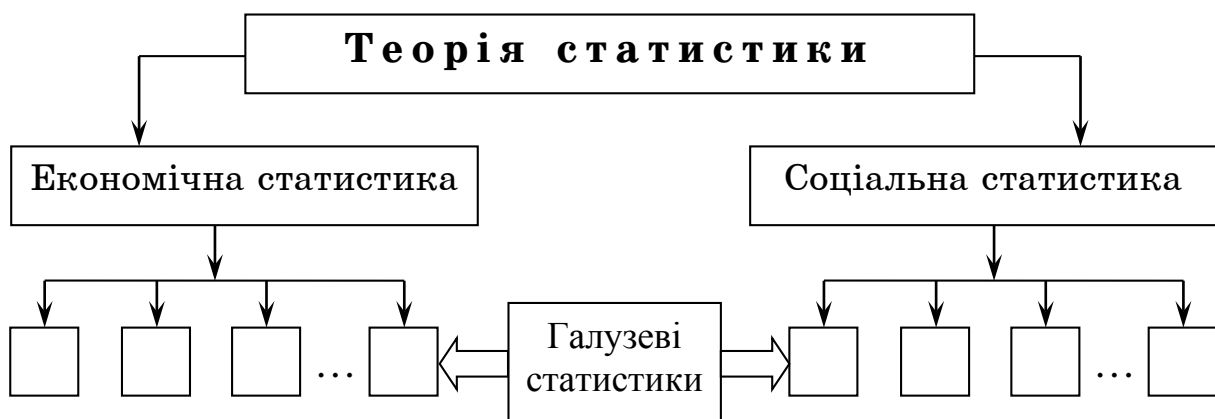 Теорія статистики
Економічна статистика
Соціальна статистика
...
Галузеві
статистики
...